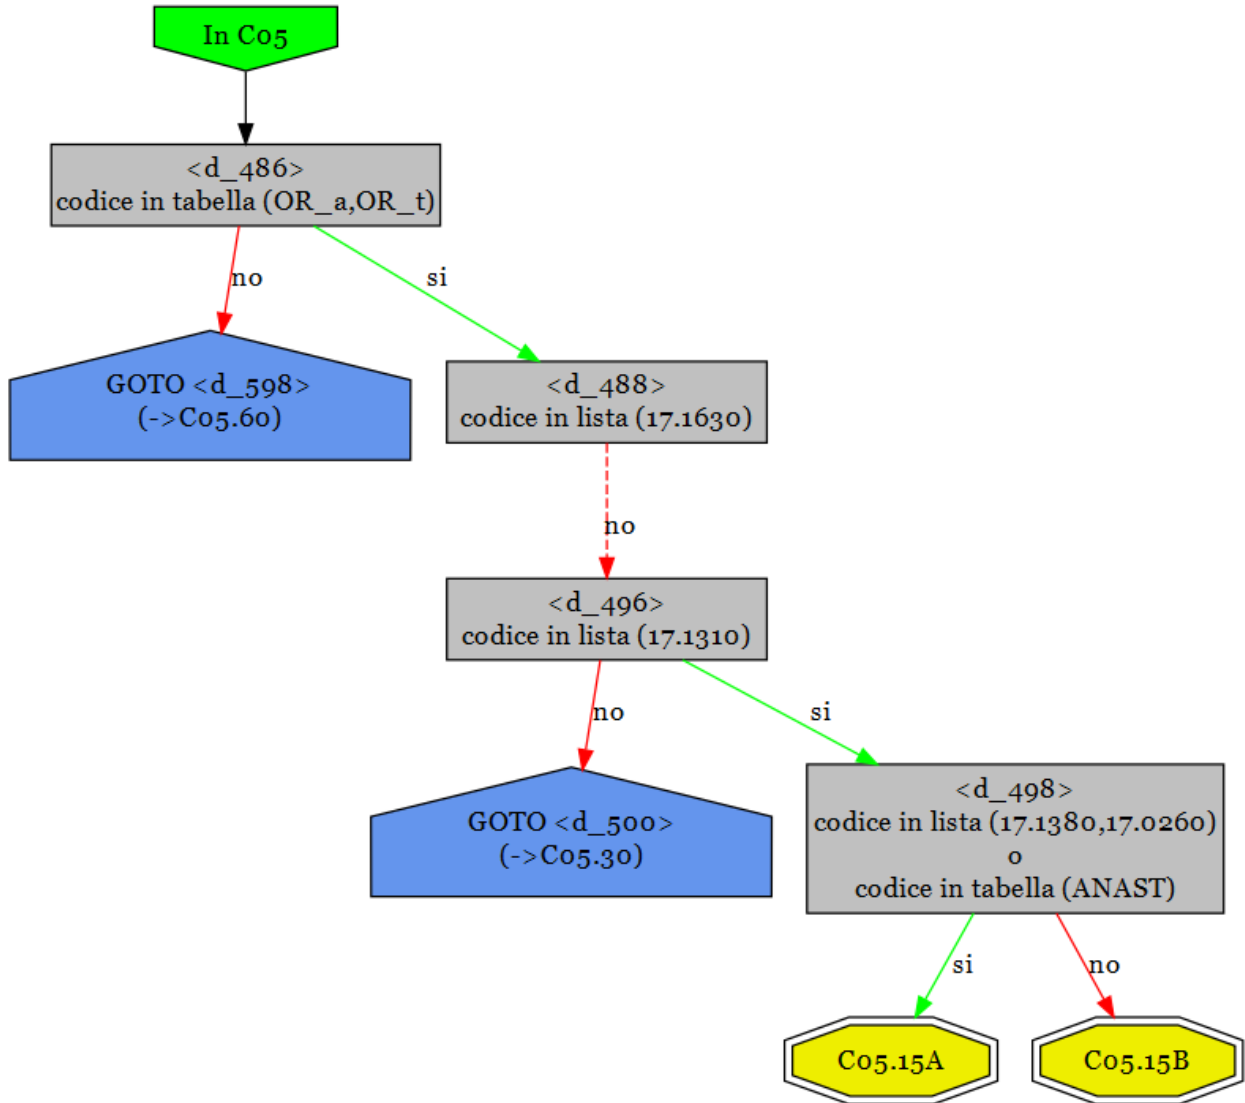 In C05
<d_486>
codice in tabella (OR_a,OR_t)
no
si
GOTO <d_598>
(->C05.60)
<d_488>
codice in lista (17.1630)
no
<d_496>
codice in lista (17.1310)
no
si
GOTO <d_500>
(->C05.30)
<d_498>
codice in lista (17.1380,17.0260)
o
codice in tabella (ANAST)
si
no
C05.15A
C05.15B